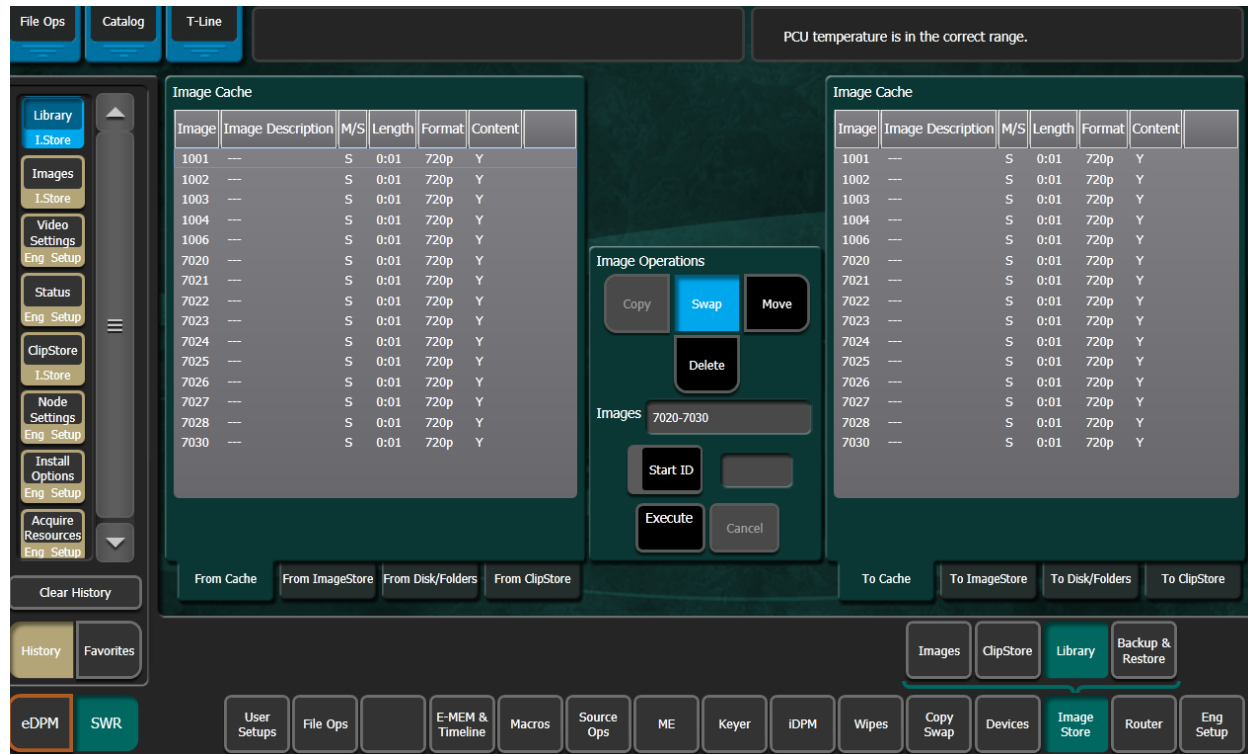 File Ops
Catalog
T-Line
PCU temperature is in the correct range.
Library
I.Store
Images
I.Store
Video
Settings
Eng Setup
Status
Eng Setup
ClipStore
I.Store
Node
Settings
Eng Setup
Install
Options
Eng Setup
Acquire
Resources
Eng Setup
Clear History
History Favorites
Image Cache
Image Image Description M/S Length Format Content
1001 --- S 0:01 720p Y
1002 --- S 0:01 720p Y
1003 --- S 0:01 720p Y
1004 --- S 0:01 720p Y
1006 --- S 0:01 720p Y
7020 --- S 0:01 720p Y
7021 --- S 0:01 720p Y
7022 --- S 0:01 720p Y
7023 --- S 0:01 720p Y
7024 --- S 0:01 720p Y
7025 --- S 0:01 720p Y
7026 --- S 0:01 720p Y
7027 --- S 0:01 720p Y
7028 --- S 0:01 720p Y
7030 --- S 0:01 720p Y
From Cache From ImageStore From Disk/Folders From ClipStore
Image Operations
Copy Swap Move
Delete
Images 7020-7030
Start ID
Execute Cancel
Image Cache
Image Image Description M/S Length Format Content
1001 --- S 0:01 720p Y
1002 --- S 0:01 720p Y
1003 --- S 0:01 720p Y
1004 --- S 0:01 720p Y
1006 --- S 0:01 720p Y
7020 --- S 0:01 720p Y
7021 --- S 0:01 720p Y
7022 --- S 0:01 720p Y
7023 --- S 0:01 720p Y
7024 --- S 0:01 720p Y
7025 --- S 0:01 720p Y
7026 --- S 0:01 720p Y
7027 --- S 0:01 720p Y
7028 --- S 0:01 720p Y
7030 --- S 0:01 720p Y
To Cache To ImageStore To Disk/Folders To ClipStore
Images ClipStore Library Backup &
Restore
eDPM SWR
User
Setups
File Ops
E-MEM &
Timeline
Macros
Source
Ops
ME
Keyer
iDPM
Wipes
Copy
Swap
Devices
Image
Store
Router
Eng
Setup